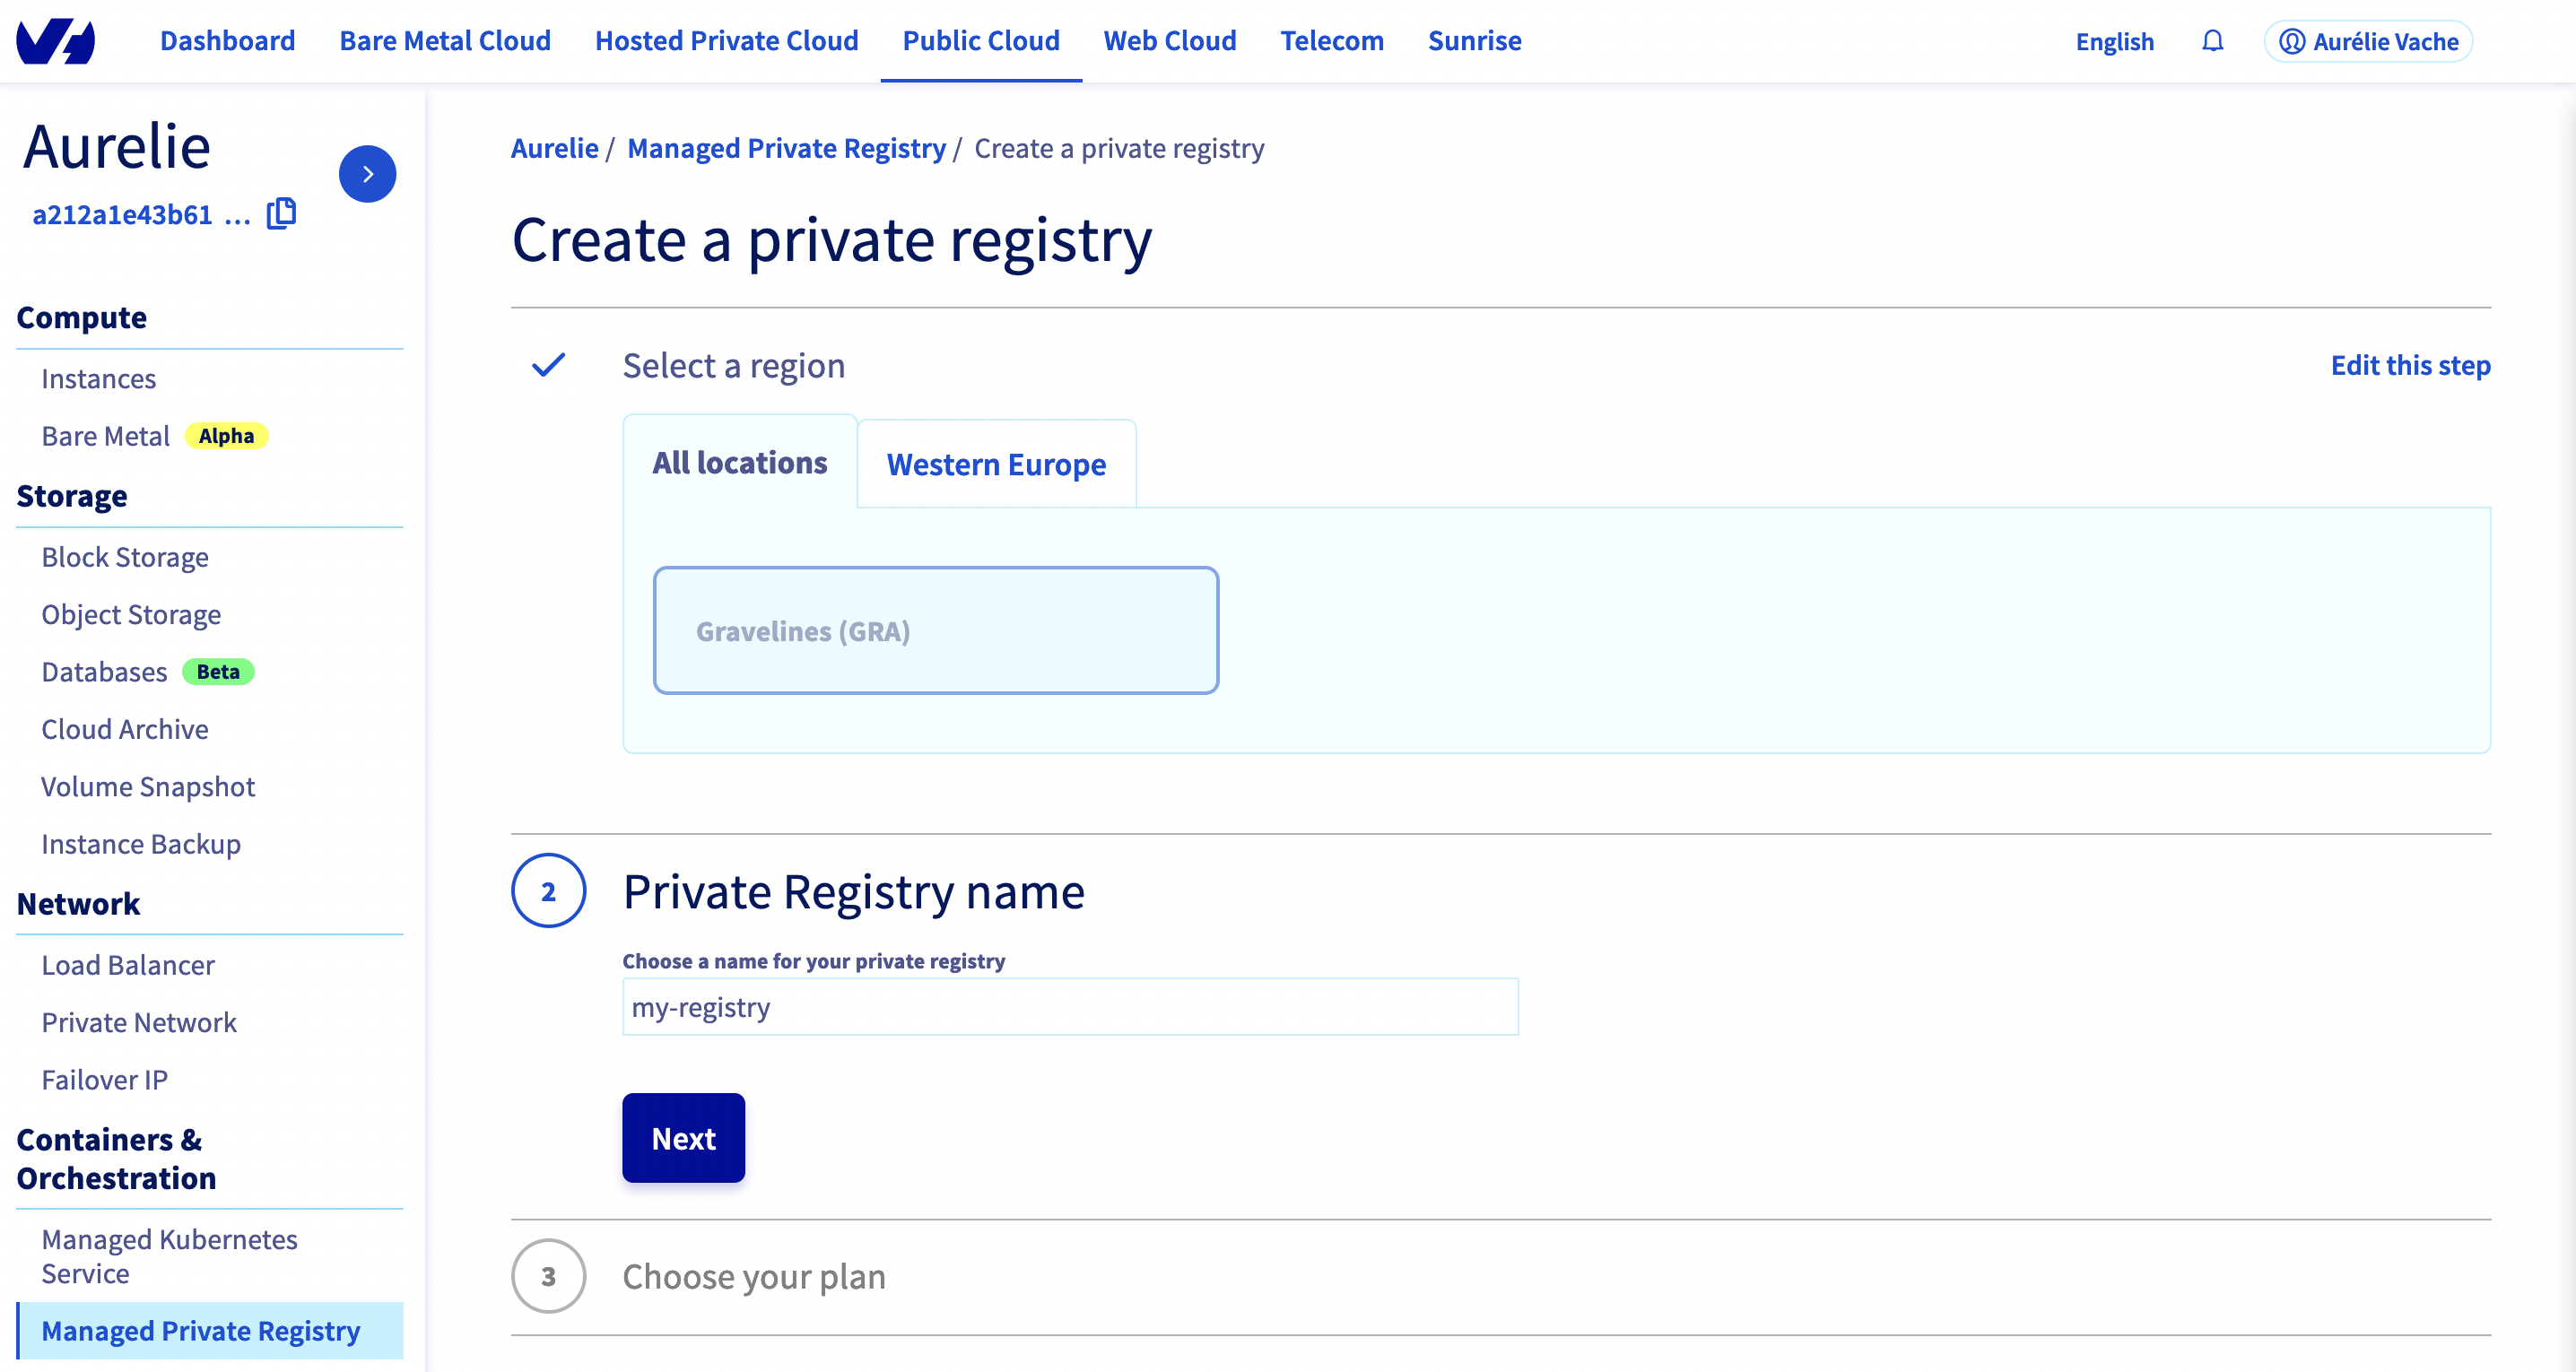 Dashboard
Bare Metal Cloud
Hosted Private Cloud
Public Cloud
Web Cloud
Telecom
Sunrise
English
Aurélie Vache
Aurelie
a212a1e43b61 ...
Compute
Instances
Bare Metal Alpha
Storage
Block Storage
Object Storage
Databases Beta
Cloud Archive
Volume Snapshot
Instance Backup
Network
Load Balancer
Private Network
Failover IP
Containers &
Orchestration
Managed Kubernetes
Service
Managed Private Registry
Aurelie / Managed Private Registry / Create a private registry
Create a private registry
Select a region
Edit this step
All locations
Western Europe
Gravelines (GRA)
2 Private Registry name
Choose a name for your private registry
my-registry
Next
3 Choose your plan